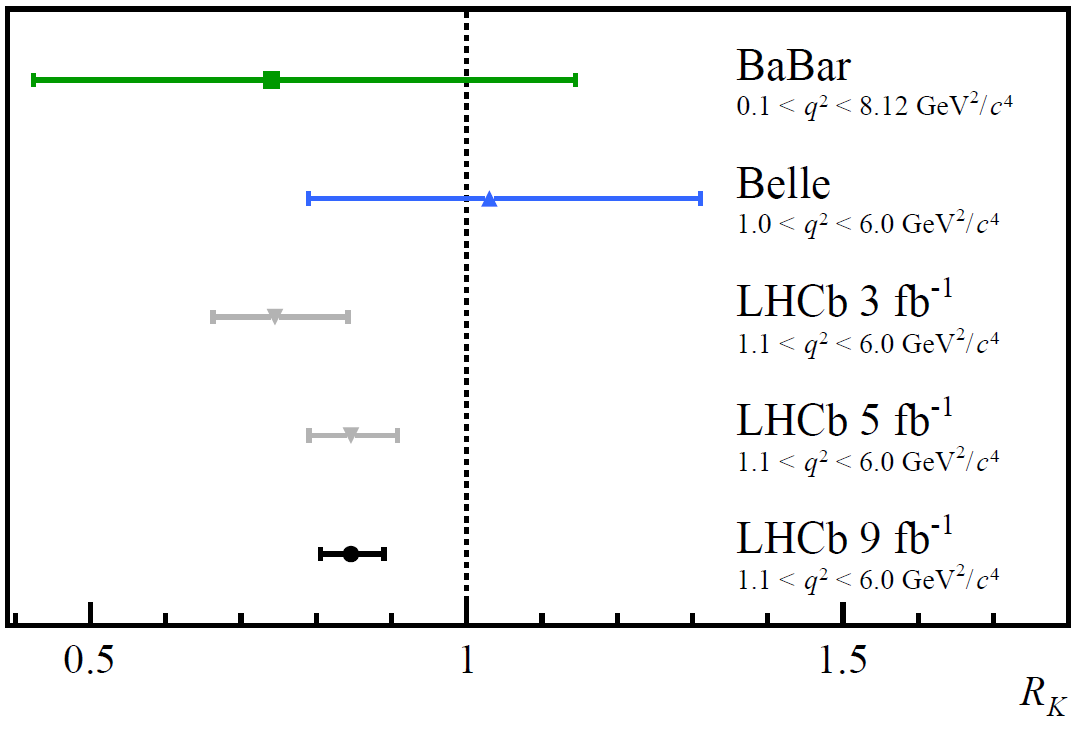 BaBar
0.1 < q² < 8.12 GeV²/c⁴
Belle
1.0 < q² < 6.0 GeV²/c⁴
LHCb 3 fb⁻¹
1.1 < q² < 6.0 GeV²/c⁴
LHCb 5 fb⁻¹
1.1 < q² < 6.0 GeV²/c⁴
LHCb 9 fb⁻¹
1.1 < q² < 6.0 GeV²/c⁴
0.5 1 1.5
R_K